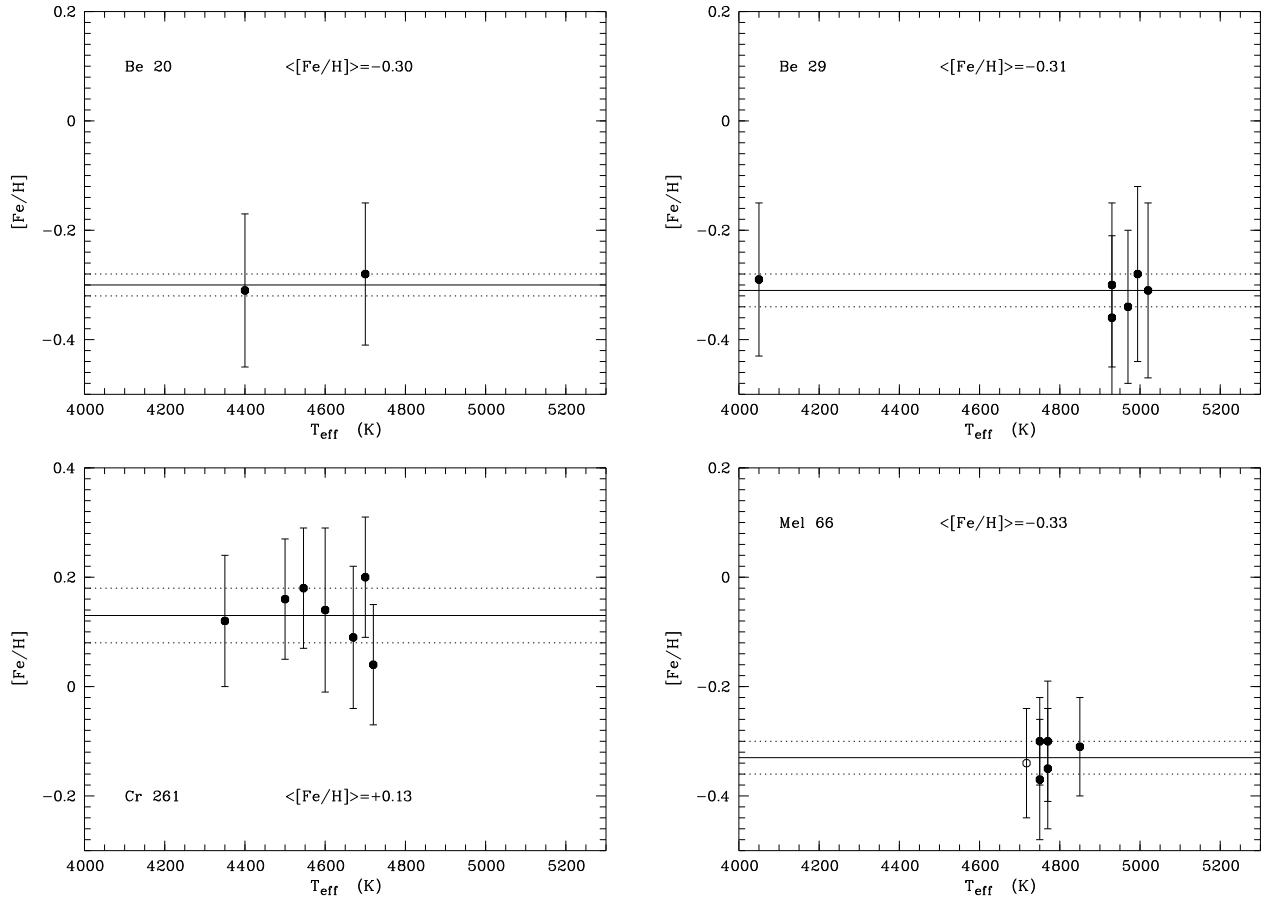 0.2
Be 20 <[Fe/H]>=−0.30
0
[Fe/H]
−0.2
−0.4
4000 4200 4400 4600 4800 5000 5200
T_eff (K)
0.2
Be 29 <[Fe/H]>=−0.31
0
[Fe/H]
−0.2
−0.4
4000 4200 4400 4600 4800 5000 5200
T_eff (K)
0.4
0.2
[Fe/H]
0
−0.2
Cr 261 <[Fe/H]>=+0.13
4000 4200 4400 4600 4800 5000 5200
T_eff (K)
0.2
Mel 66 <[Fe/H]>=−0.33
0
[Fe/H]
−0.2
−0.4
4000 4200 4400 4600 4800 5000 5200
T_eff (K)